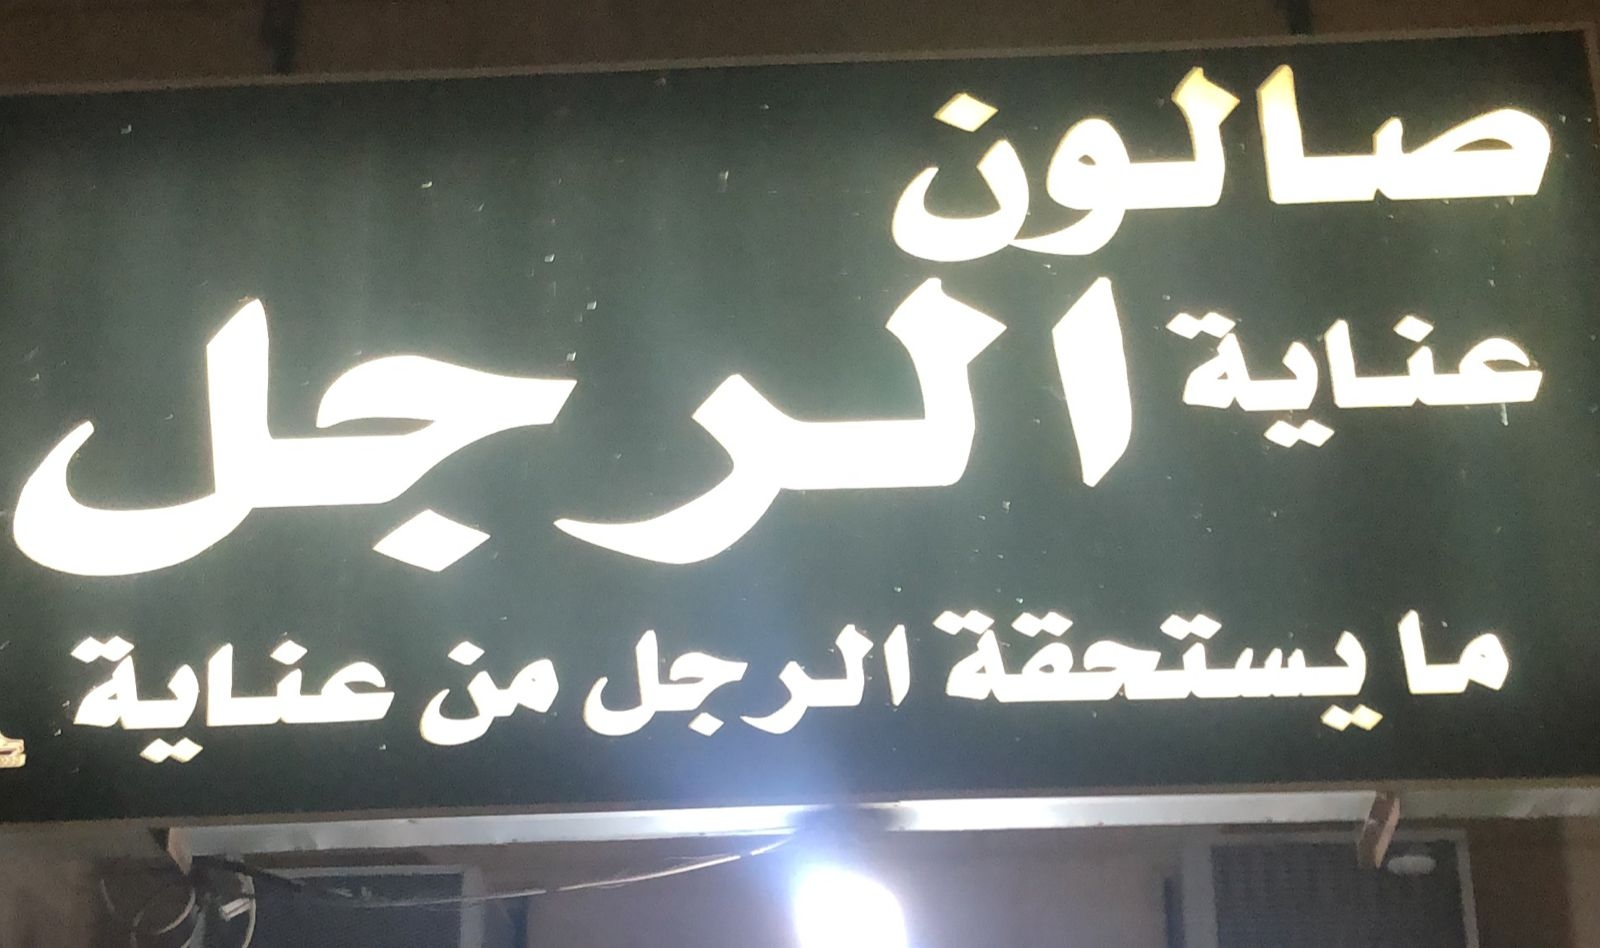 صالون
عناية الرجل
ما يستحقة الرجل من عناية